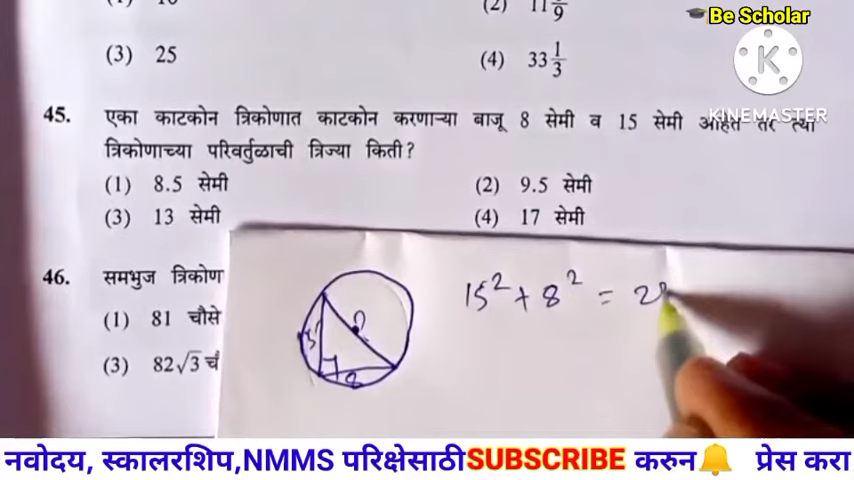 (2) 11
9
Be Scholar
(3) 25
(4) 33 1/3
K
KINEMASTER
45. एका काटकोन त्रिकोणात काटकोन करणाऱ्या बाजू 8 सेमी व 15 सेमी आहेत तर त्या
त्रिकोणाच्या परिवर्तुळाची त्रिज्या किती?
(1) 8.5 सेमी
(2) 9.5 सेमी
(3) 13 सेमी
(4) 17 सेमी
46. समभुज त्रिकोण
(1) 81 चौसे
(3) 82√3 चौ
15² + 8² = 28
15
?
8
नवोदय, स्कालरशिप,NMMS परिक्षेसाठी SUBSCRIBE करुन प्रेस करा